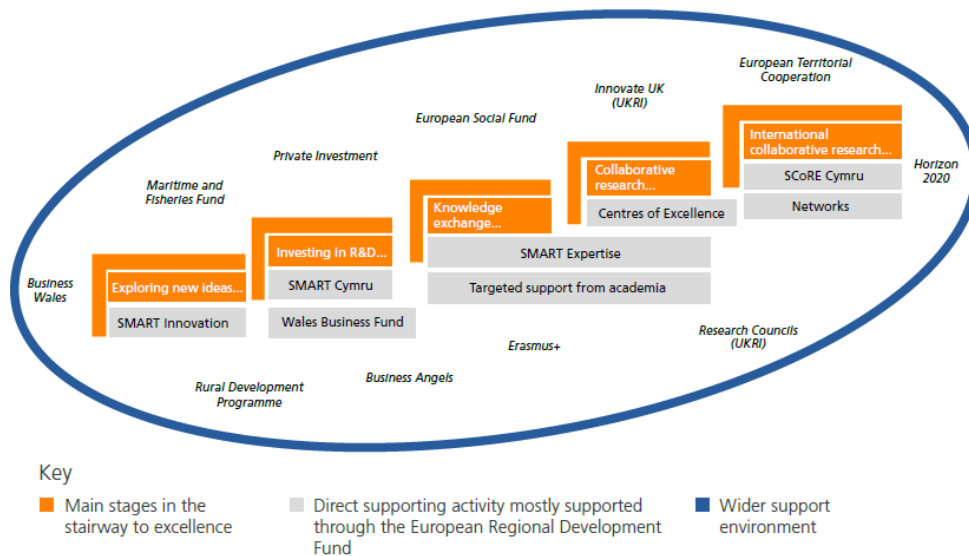 European Territorial
Cooperation
Innovate UK
(UKRI)
European Social Fund
Private Investment
Maritime and
Fisheries Fund
Business
Wales
Horizon
2020
International
collaborative research...
SCoRE Cymru
Networks
Collaborative
research...
Centres of Excellence
Knowledge
exchange...
SMART Expertise
Targeted support from academia
Investing in R&D...
SMART Cymru
Wales Business Fund
Exploring new ideas...
SMART Innovation
Research Councils
(UKRI)
Erasmus+
Business Angels
Rural Development
Programme
Key
Main stages in the
stairway to excellence
Direct supporting activity mostly supported
through the European Regional Development
Fund
Wider support
environment